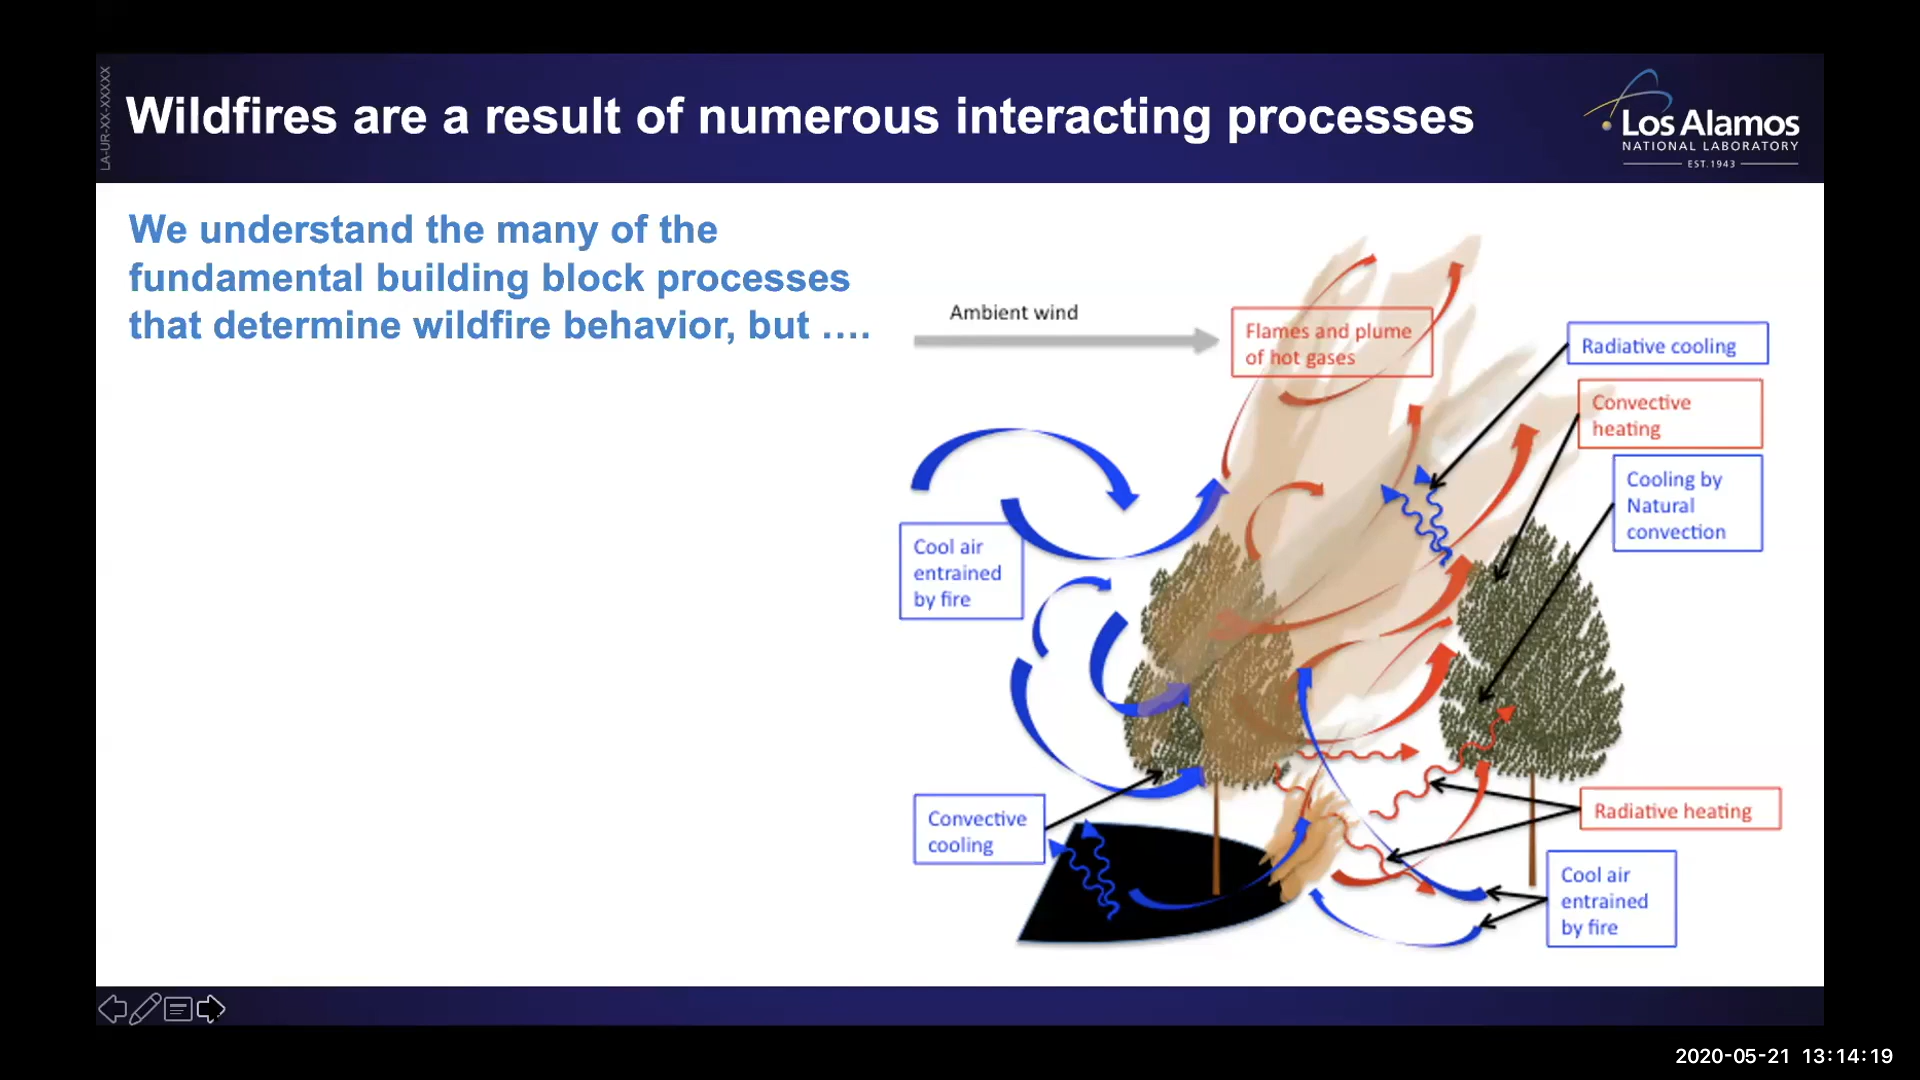 LA-UR-XX-XXXXX
Wildfires are a result of numerous interacting processes
Los Alamos
NATIONAL LABORATORY
EST.1943
We understand the many of the
fundamental building block processes
that determine wildfire behavior, but ....
Ambient wind
Flames and plume
of hot gases
Radiative cooling
Convective
heating
Cooling by
Natural
convection
Cool air
entrained
by fire
Convective
cooling
Radiative heating
Cool air
entrained
by fire
2020-05-21 13:14:19